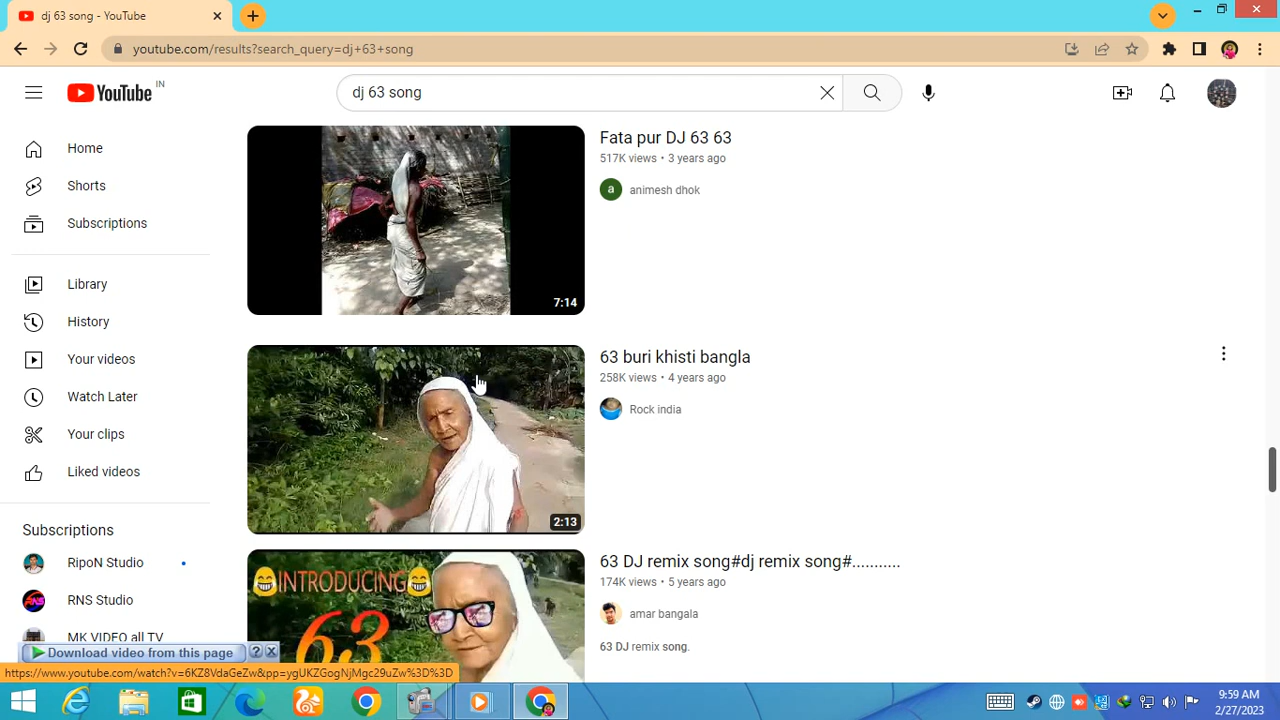 dj 63 song - YouTube
youtube.com/results?search_query=dj+63+song
YouTube IN
dj 63 song
Home
Shorts
Subscriptions
Library
History
Your videos
Watch Later
Your clips
Liked videos
Subscriptions
RipoN Studio
RNS Studio
RNS
MK VIDEO all TV
Fata pur DJ 63 63
517K views • 3 years ago
a
animesh dhok
7:14
63 buri khisti bangla
258K views • 4 years ago
Rock india
2:13
63 DJ remix song#dj remix song#...........
174K views • 5 years ago
amar bangala
63 DJ remix song.
INTRODUCING
63
Download video from this page
?
https://www.youtube.com/watch?v=6KZ8VdaGeZw&pp=ygUKZGogNjMgc29uZw%3D%3D
9:59 AM
2/27/2023